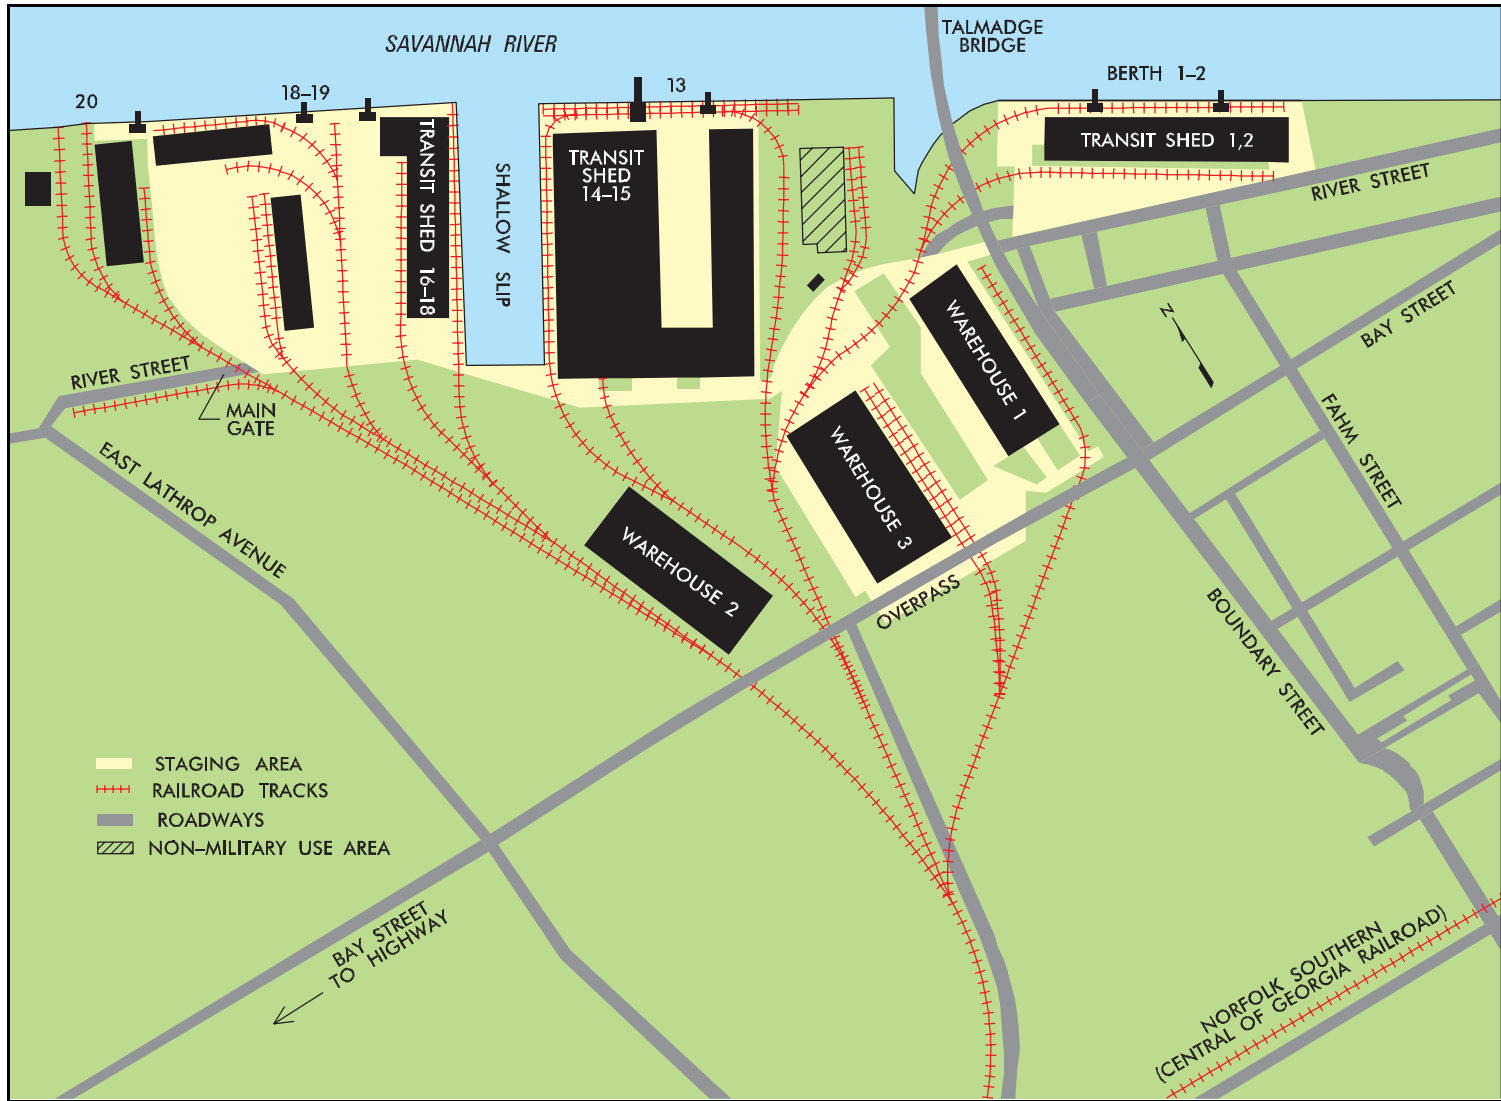 SAVANNAH RIVER
TALMADGE
BRIDGE
BERTH 1–2
20
18–19
13
TRANSIT SHED 16–18
SHALLOW SLIP
TRANSIT
SHED
14–15
TRANSIT SHED 1,2
RIVER STREET
BAY STREET
N
WAREHOUSE 1
RIVER STREET
MAIN
GATE
FAHM STREET
WAREHOUSE 3
EAST LATHROP AVENUE
WAREHOUSE 2
OVERPASS
BOUNDARY STREET
STAGING AREA
RAILROAD TRACKS
ROADWAYS
NON–MILITARY USE AREA
BAY STREET
TO HIGHWAY
NORFOLK SOUTHERN
(CENTRAL OF GEORGIA RAILROAD)